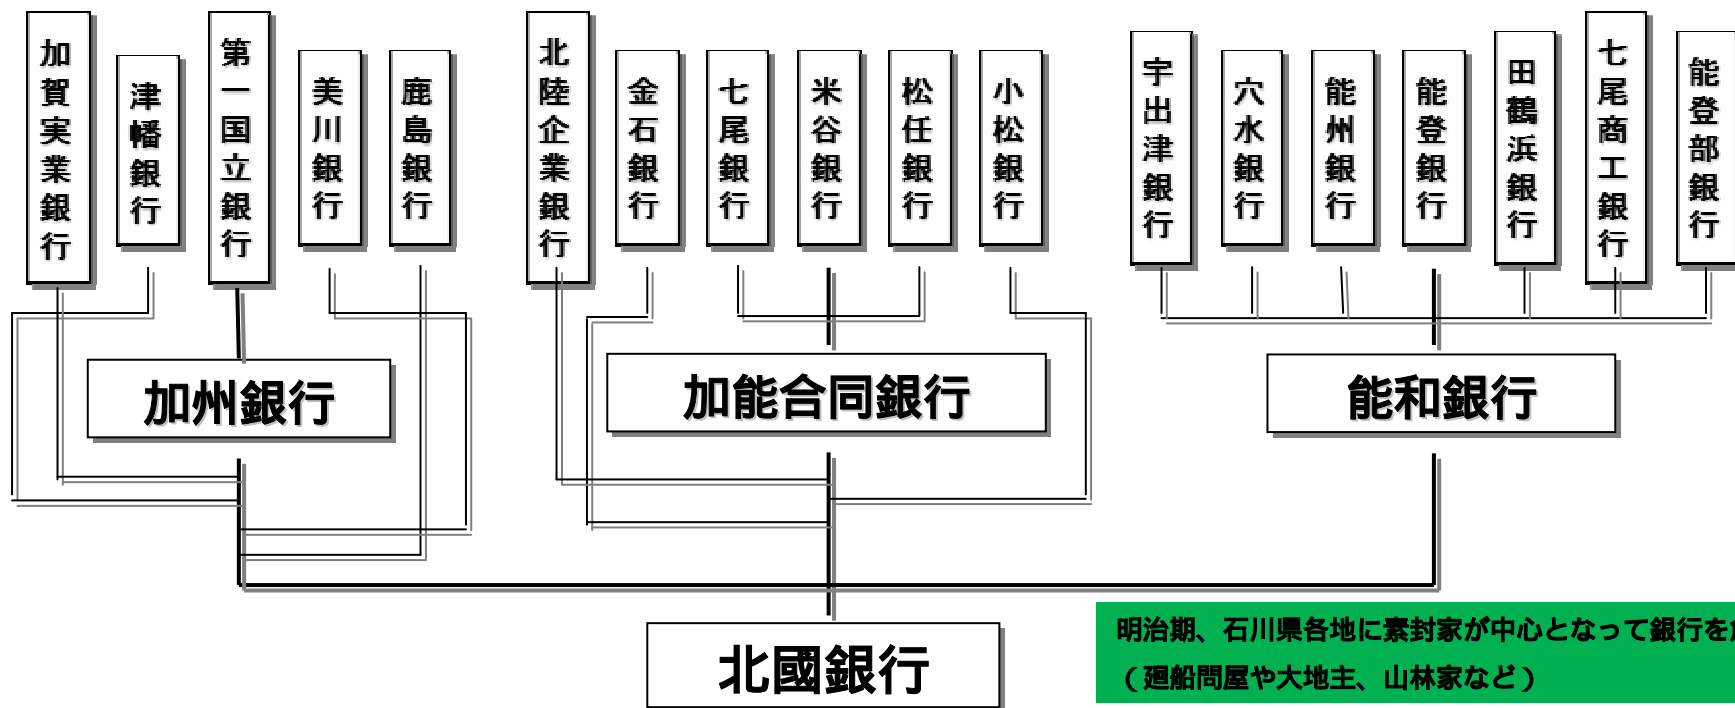 加賀実業銀行
津幡銀行
第一国立銀行
美川銀行
鹿島銀行
北陸企業銀行
金石銀行
七尾銀行
米谷銀行
松任銀行
小松銀行
宇出津銀行
穴水銀行
能州銀行
能登銀行
田鶴浜銀行
七尾商工銀行
能登部銀行
加州銀行
加能合同銀行
能和銀行
北國銀行
明治期、石川県各地に素封家が中心となって銀行を
（廻船問屋や大地主、山林家など）